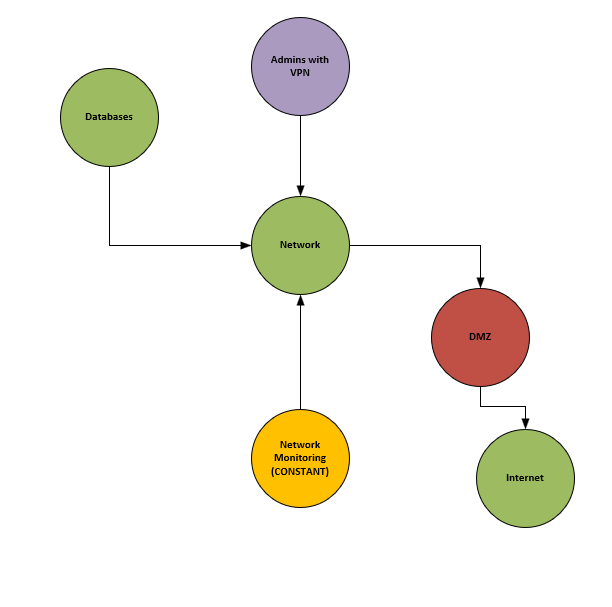 Admins with
VPN
Databases
Network
DMZ
Network
Monitoring
(CONSTANT)
Internet